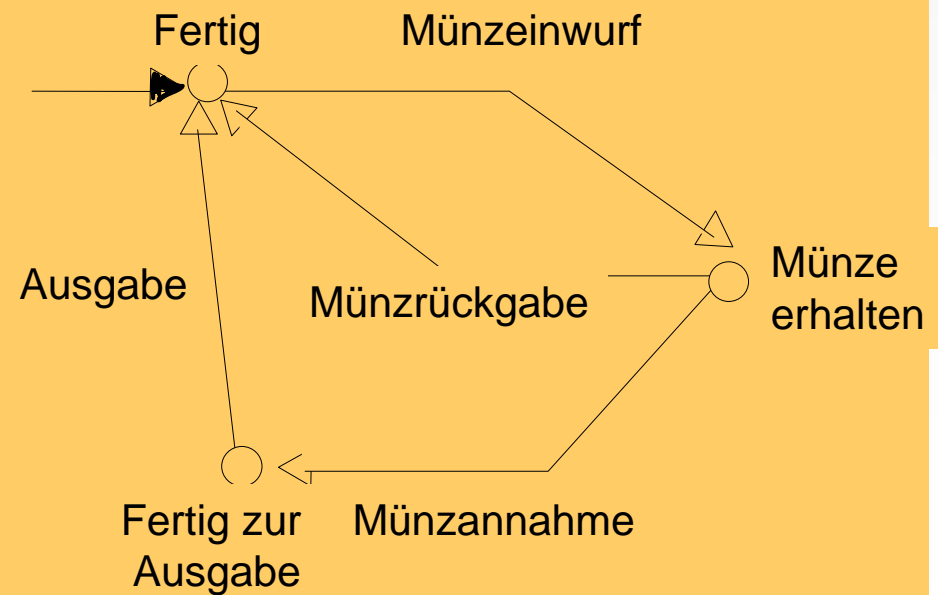 Fertig
Münzeinwurf
Ausgabe
Münzrückgabe
Münze
erhalten
Fertig zur
Ausgabe
Münzannahme